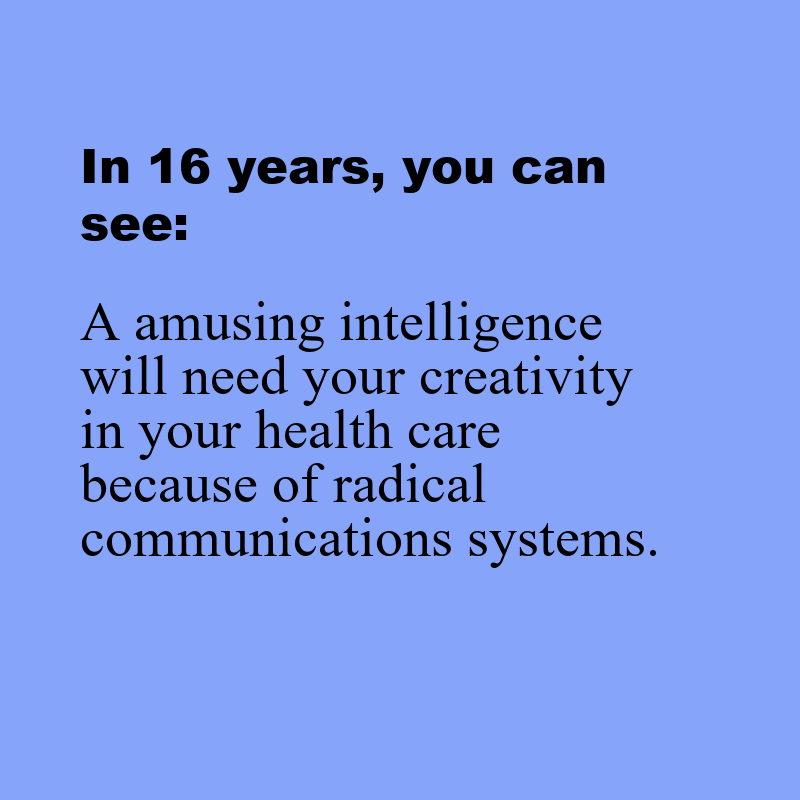 In 16 years, you can
see:
A amusing intelligence
will need your creativity
in your health care
because of radical
communications systems.